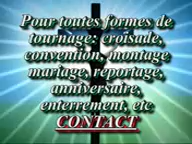 Pour toutes formes de
tournage: croisade,
convention, montage
mariage, reportage,
anniversaire,
enterrement, etc
CONTACT